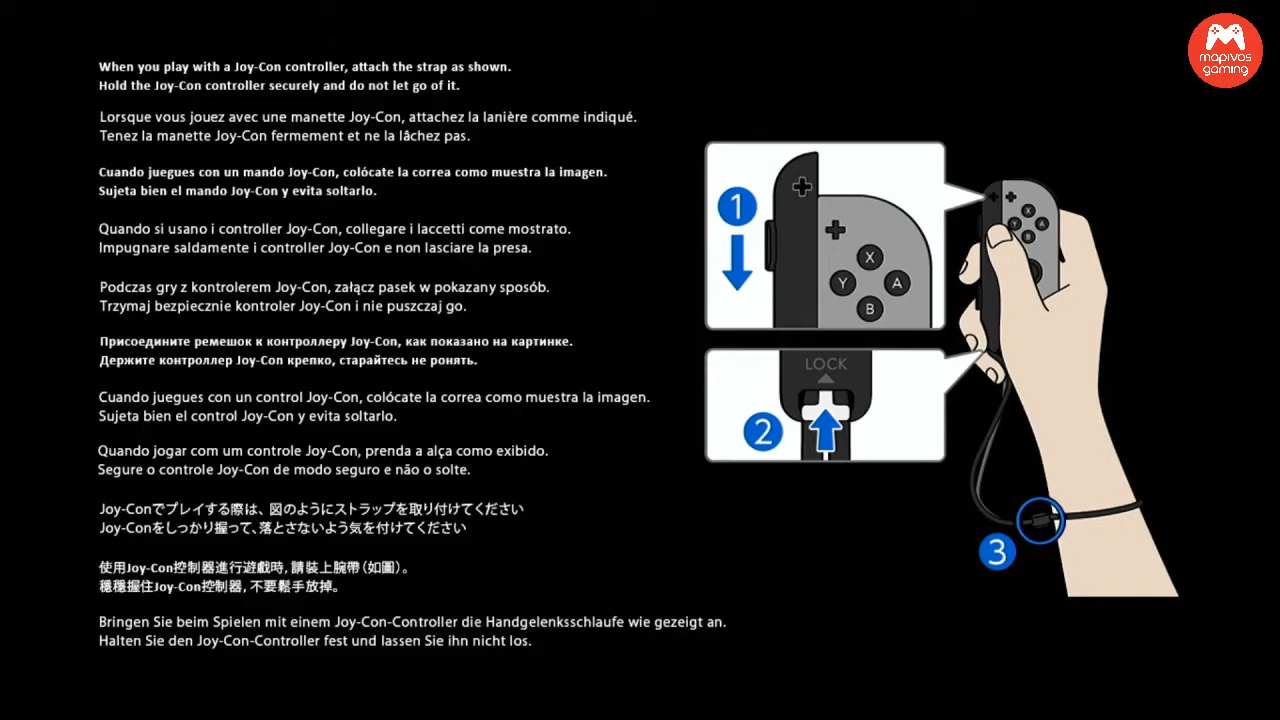 When you play with a Joy-Con controller, attach the strap as shown.
Hold the Joy-Con controller securely and do not let go of it.
Lorsque vous jouez avec une manette Joy-Con, attachez la lanière comme indiqué.
Tenez la manette Joy-Con fermement et ne la lâchez pas.
Cuando juegues con un mando Joy-Con, colócate la correa como muestra la imagen.
Sujeta bien el mando Joy-Con y evita soltarlo.
Quando si usano i controller Joy-Con, collegare i laccetti come mostrato.
Impugnare saldamente i controller Joy-Con e non lasciare la presa.
Podczas gry z kontrolerem Joy-Con, załącz pasek w pokazany sposób.
Trzymaj bezpiecznie kontroler Joy-Con i nie puszczaj go.
Присоедините ремешок к контроллеру Joy-Con, как показано на картинке.
Держите контроллер Joy-Con крепко, старайтесь не ронять.
Cuando juegues con un control Joy-Con, colócate la correa como muestra la imagen.
Sujeta bien el control Joy-Con y evita soltarlo.
Quando jogar com um controle Joy-Con, prenda a alça como exibido.
Segure o controle Joy-Con de modo seguro e não o solte.
Joy-Conでプレイする際は、図のようにストラップを取り付けてください
Joy-Conをしっかり握って、落とさないよう気を付けてください
使用Joy-Con控制器進行遊戲時，請裝上腕帶（如圖）。
穩穩握住Joy-Con控制器，不要鬆手放掉。
Bringen Sie beim Spielen mit einem Joy-Con-Controller die Handgelenksschlaufe wie gezeigt an.
Halten Sie den Joy-Con-Controller fest und lassen Sie ihn nicht los.
mapivos
gaming
1
X
Y A
B
LOCK
2
X
Y A
B
3